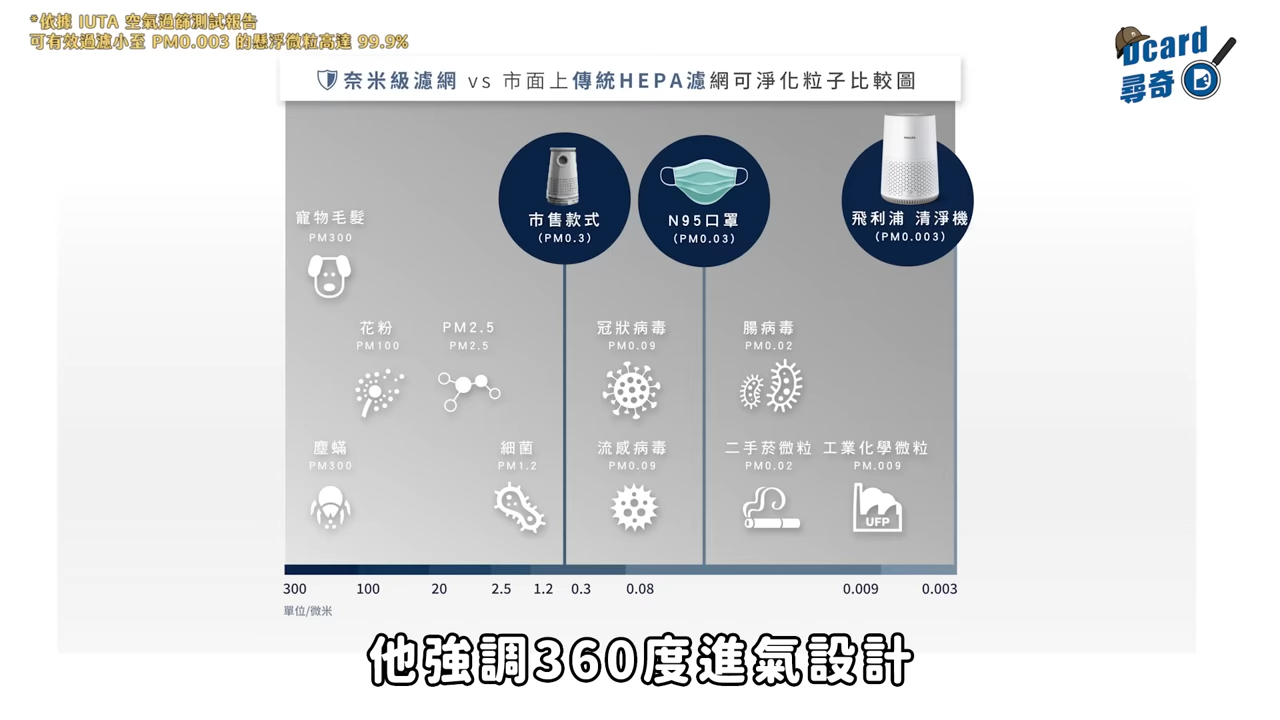 *依據 IUTA 空氣過篩測試報告
可有效過濾小至 PM0.003 的懸浮微粒高達 99.9%
Dcard
尋奇
奈米級濾網 vs 市面上傳統HEPA濾網可淨化粒子比較圖
PHILIPS
市售款式
(PM0.3)
N95口罩
(PM0.03)
飛利浦 清淨機
(PM0.003)
寵物毛髮
PM300
花粉
PM100
PM2.5
PM2.5
冠狀病毒
PM0.09
腸病毒
PM0.02
塵蟎
PM300
細菌
PM1.2
流感病毒
PM0.09
二手菸微粒
PM0.02
工業化學微粒
PM.009
UFP
300 100 20 2.5 1.2 0.3 0.08 0.009 0.003
單位/微米
他強調360度進氣設計